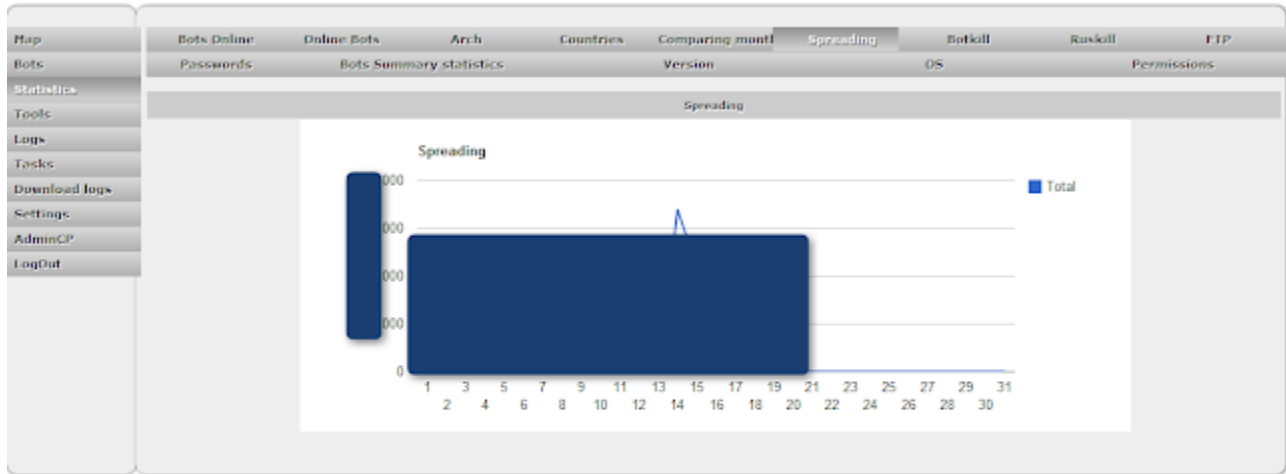 Map
Bots
Statistics
Tools
Logs
Tasks
Download logs
Settings
AdminCP
LogOut
Bots Online Online Bots Arch Countries Comparing montl Spreading Botkill Ruskill FTP
Passwords Bots Summary statistics Version OS Permissions
Spreading
Spreading
000
000
000
000
0
Total
1 3 5 7 9 11 13 15 17 19 21 23 25 27 29 31
2 4 6 8 10 12 14 16 18 20 22 24 26 28 30